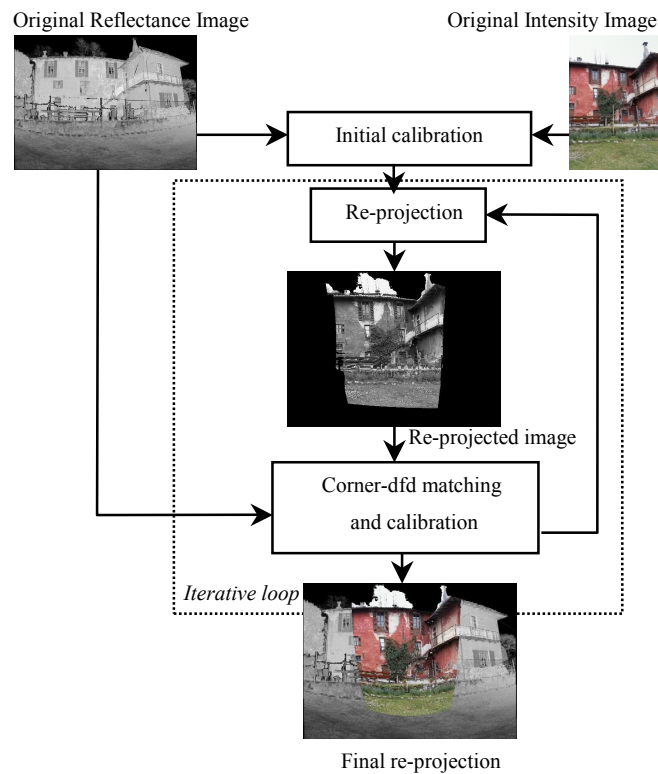 Original Reflectance Image
Original Intensity Image
Initial calibration
Re-projection
Re-projected image
Corner-dfd matching
and calibration
Iterative loop
Final re-projection